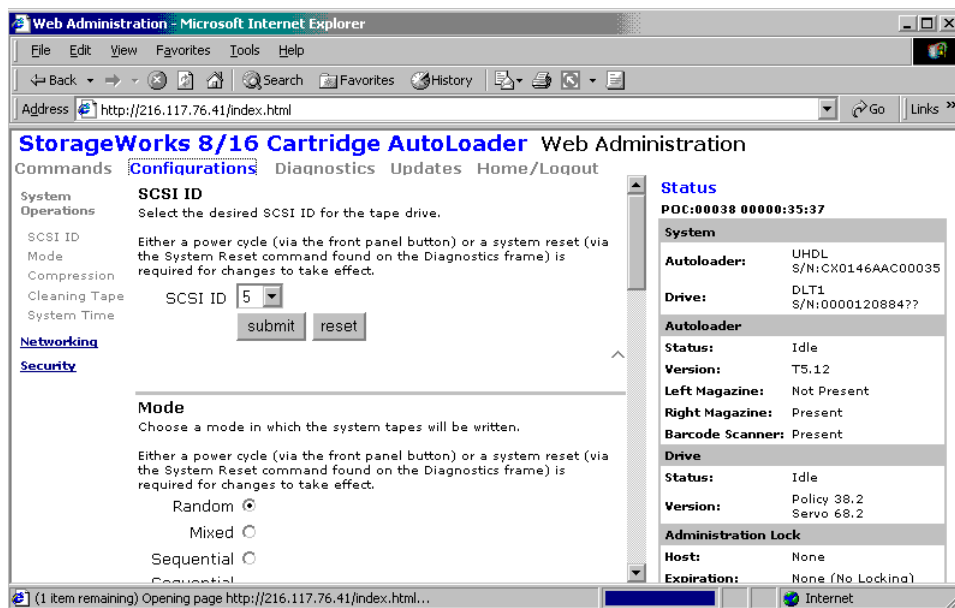 Web Administration - Microsoft Internet Explorer
File Edit View Favorites Tools Help
Back Search Favorites History
Address http://216.117.76.41/index.html Go Links »
StorageWorks 8/16 Cartridge AutoLoader Web Administration
Commands Configurations Diagnostics Updates Home/Logout
System
Operations
SCSI ID
Mode
Compression
Cleaning Tape
System Time
Networking
Security
SCSI ID
Select the desired SCSI ID for the tape drive.
Either a power cycle (via the front panel button) or a system reset (via
the System Reset command found on the Diagnostics frame) is
required for changes to take effect.
SCSI ID 5
submit reset
Mode
Choose a mode in which the system tapes will be written.
Either a power cycle (via the front panel button) or a system reset (via
the System Reset command found on the Diagnostics frame) is
required for changes to take effect.
Random
Mixed
Sequential
Sequential
Status
POC:00038 00000:35:37
System
Autoloader: UHDL
S/N:CX0146AAC00035
Drive: DLT1
S/N:0000120884??
Autoloader
Status: Idle
Version: T5.12
Left Magazine: Not Present
Right Magazine: Present
Barcode Scanner: Present
Drive
Status: Idle
Version: Policy 38.2
Servo 68.2
Administration Lock
Host: None
Expiration: None (No Locking)
(1 item remaining) Opening page http://216.117.76.41/index.html... Internet